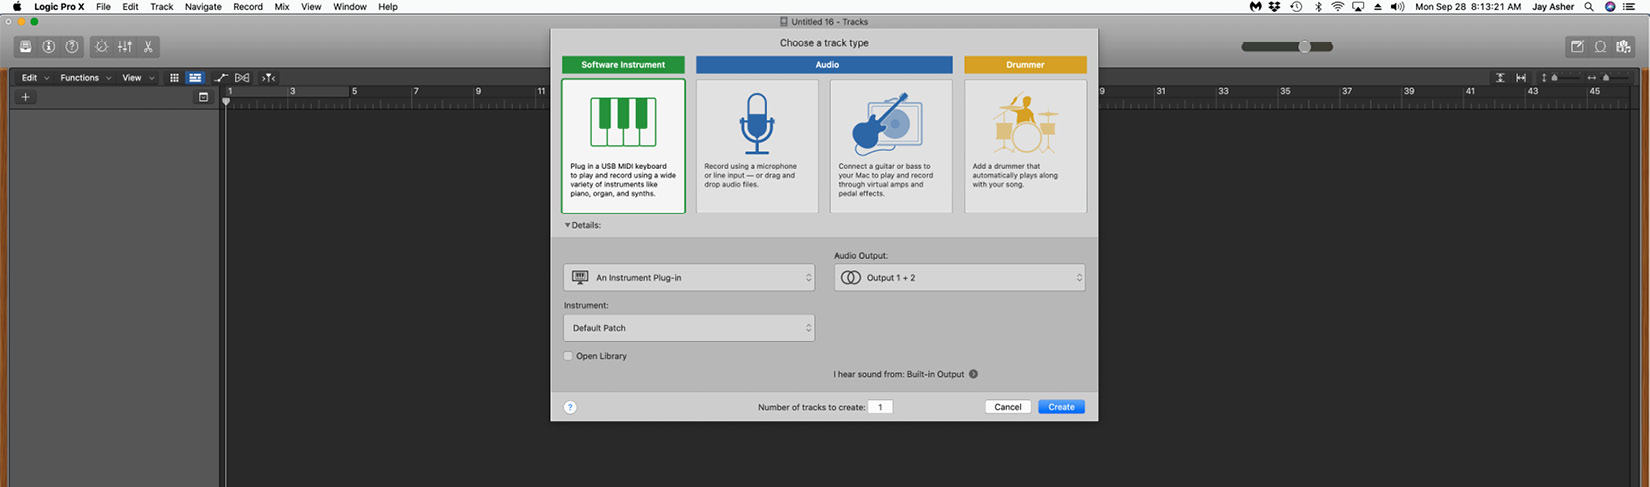 Logic Pro X File Edit Track Navigate Record Mix View Window Help Mon Sep 28 8:13:21 AM Jay Asher
Untitled 16 - Tracks
Choose a track type
Software Instrument Audio Drummer
Edit Functions View
1 3 5 7 9 11 31 33 35 37 39 41 43 45
Plug in a USB MIDI keyboard
to play and record using a wide
variety of instruments like
piano, organ, and synths.
Record using a microphone
or line input — or drag and
drop audio files.
Connect a guitar or bass to
your Mac to play and record
through virtual amps and
pedal effects.
Add a drummer that
automatically plays along
with your song.
Details:
Audio Output:
An Instrument Plug-in
Output 1 + 2
Instrument:
Default Patch
Open Library
I hear sound from: Built-in Output
? Number of tracks to create: 1 Cancel Create